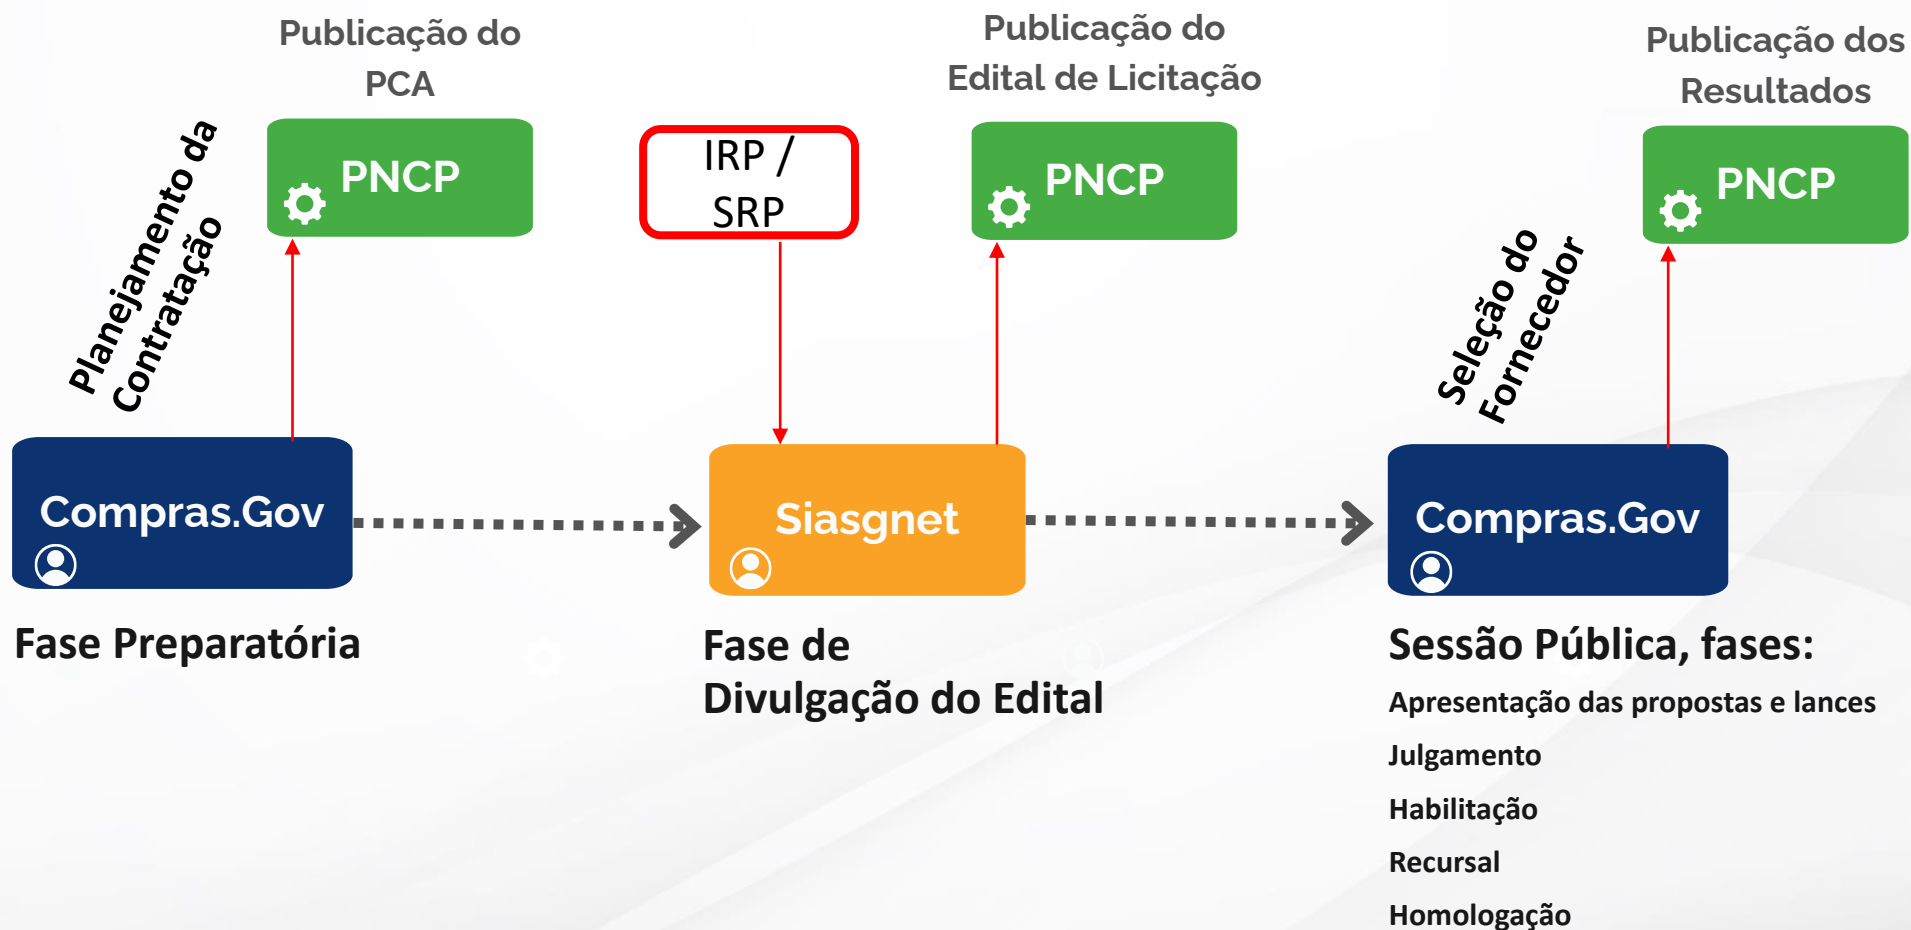 Publicação do
PCA
PNCP
Planejamento da
Contratação
Compras.Gov
Fase Preparatória
IRP /
SRP
Publicação do
Edital de Licitação
PNCP
Siasgnet
Fase de
Divulgação do Edital
Publicação dos
Resultados
PNCP
Seleção do
Fornecedor
Compras.Gov
Sessão Pública, fases:
Apresentação das propostas e lances
Julgamento
Habilitação
Recursal
Homologação